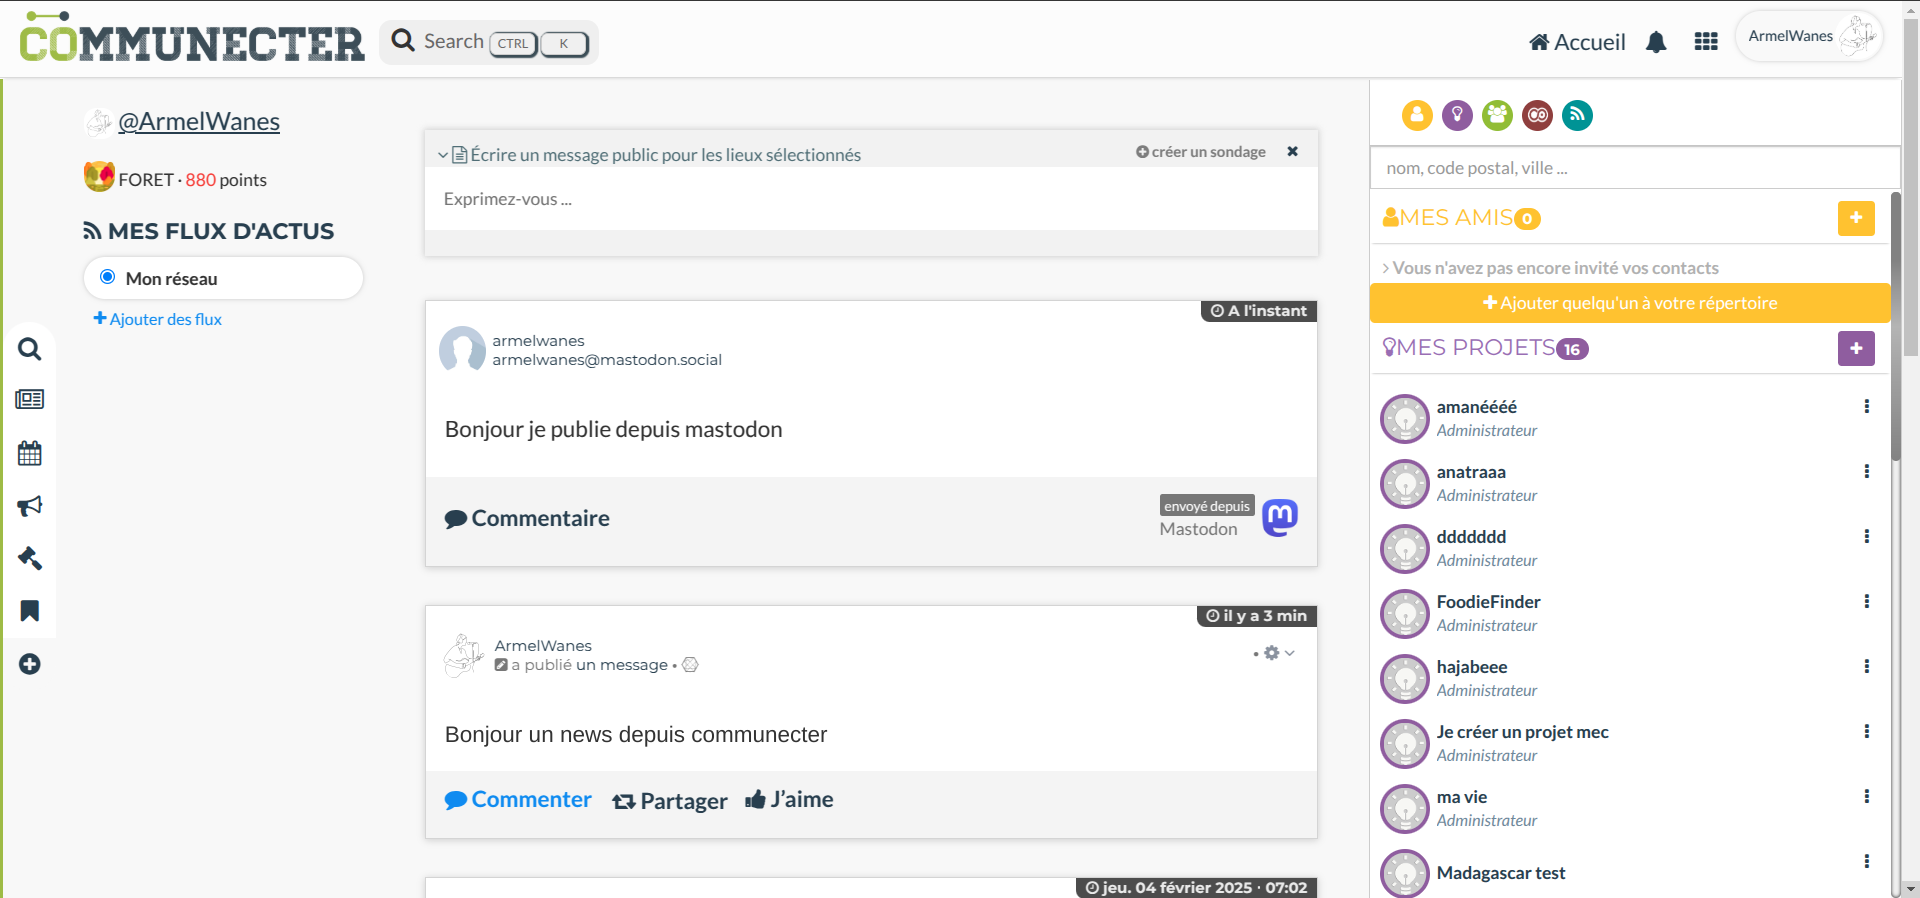 COMMUNECTER
Search CTRL K
Accueil
ArmelWanes
@ArmelWanes
FORET · 880 points
MES FLUX D'ACTUS
Mon réseau
Ajouter des flux
Écrire un message public pour les lieux sélectionnés
créer un sondage
Exprimez-vous ...
A l'instant
armelwanes
armelwanes@mastodon.social
Bonjour je publie depuis mastodon
Commentaire
envoyé depuis
Mastodon
il y a 3 min
ArmelWanes
a publié un message •
Bonjour un news depuis communecter
Commenter Partager J'aime
jeu. 04 février 2025 · 07:02
nom, code postal, ville ...
MES AMIS 0
Vous n'avez pas encore invité vos contacts
Ajouter quelqu'un à votre répertoire
MES PROJETS 16
amanéééé
Administrateur
anatraaa
Administrateur
ddddddd
Administrateur
FoodieFinder
Administrateur
hajabeee
Administrateur
Je créer un projet mec
Administrateur
ma vie
Administrateur
Madagascar test